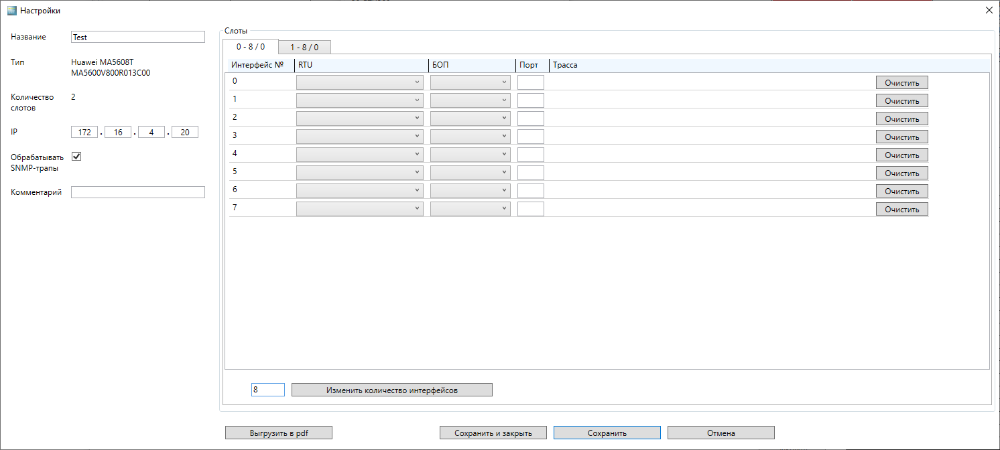 Настройки
Название
Test
Тип
Huawei MA5608T
MA5600V800R013C00
Количество
слотов
2
IP
172 . 16 . 4 . 20
Обрабатывать
SNMP-трапы
Комментарий
Слоты
0 - 8 / 0
1 - 8 / 0
Интерфейс № RTU БОП Порт Трасса
0 Очистить
1 Очистить
2 Очистить
3 Очистить
4 Очистить
5 Очистить
6 Очистить
7 Очистить
8 Изменить количество интерфейсов
Выгрузить в pdf Сохранить и закрыть Сохранить Отмена